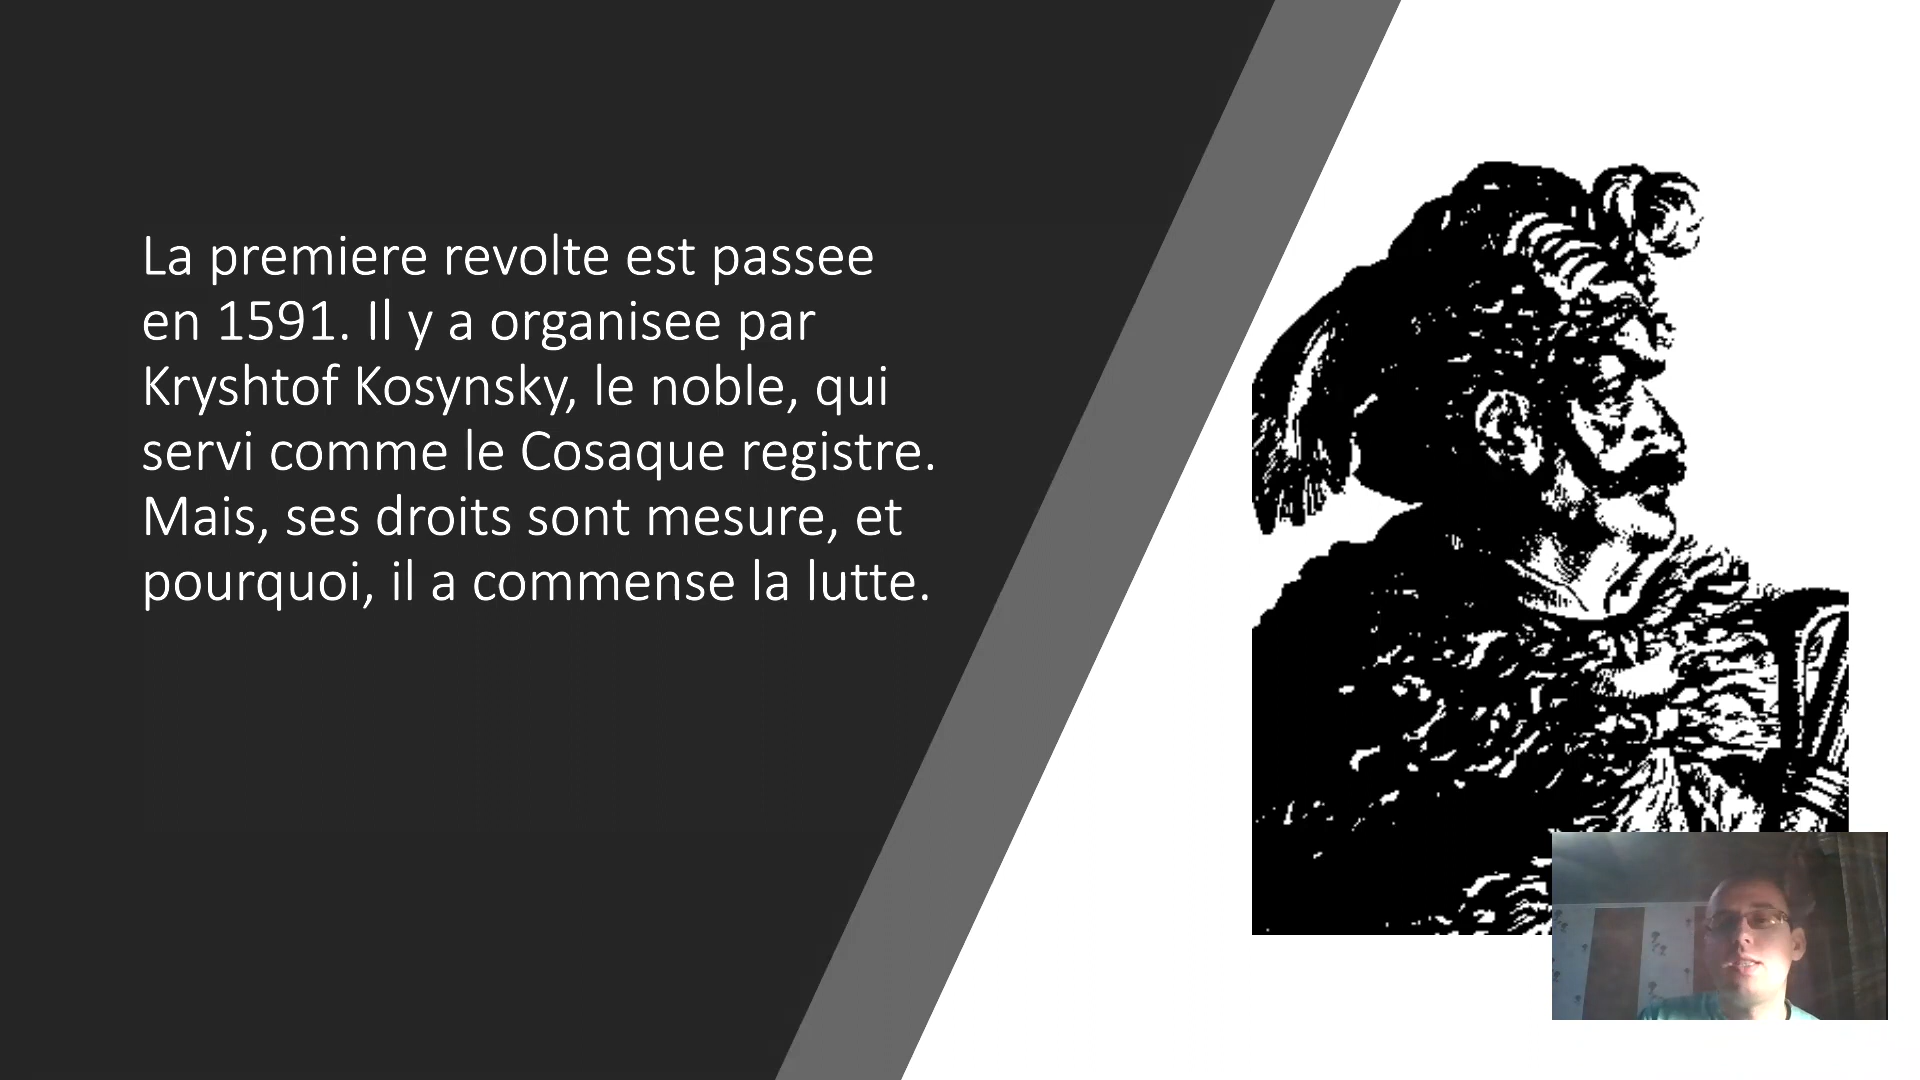 La premiere revolte est passee
en 1591. Il y a organisee par
Kryshtof Kosynsky, le noble, qui
servi comme le Cosaque registre.
Mais, ses droits sont mesure, et
pourquoi, il a commense la lutte.